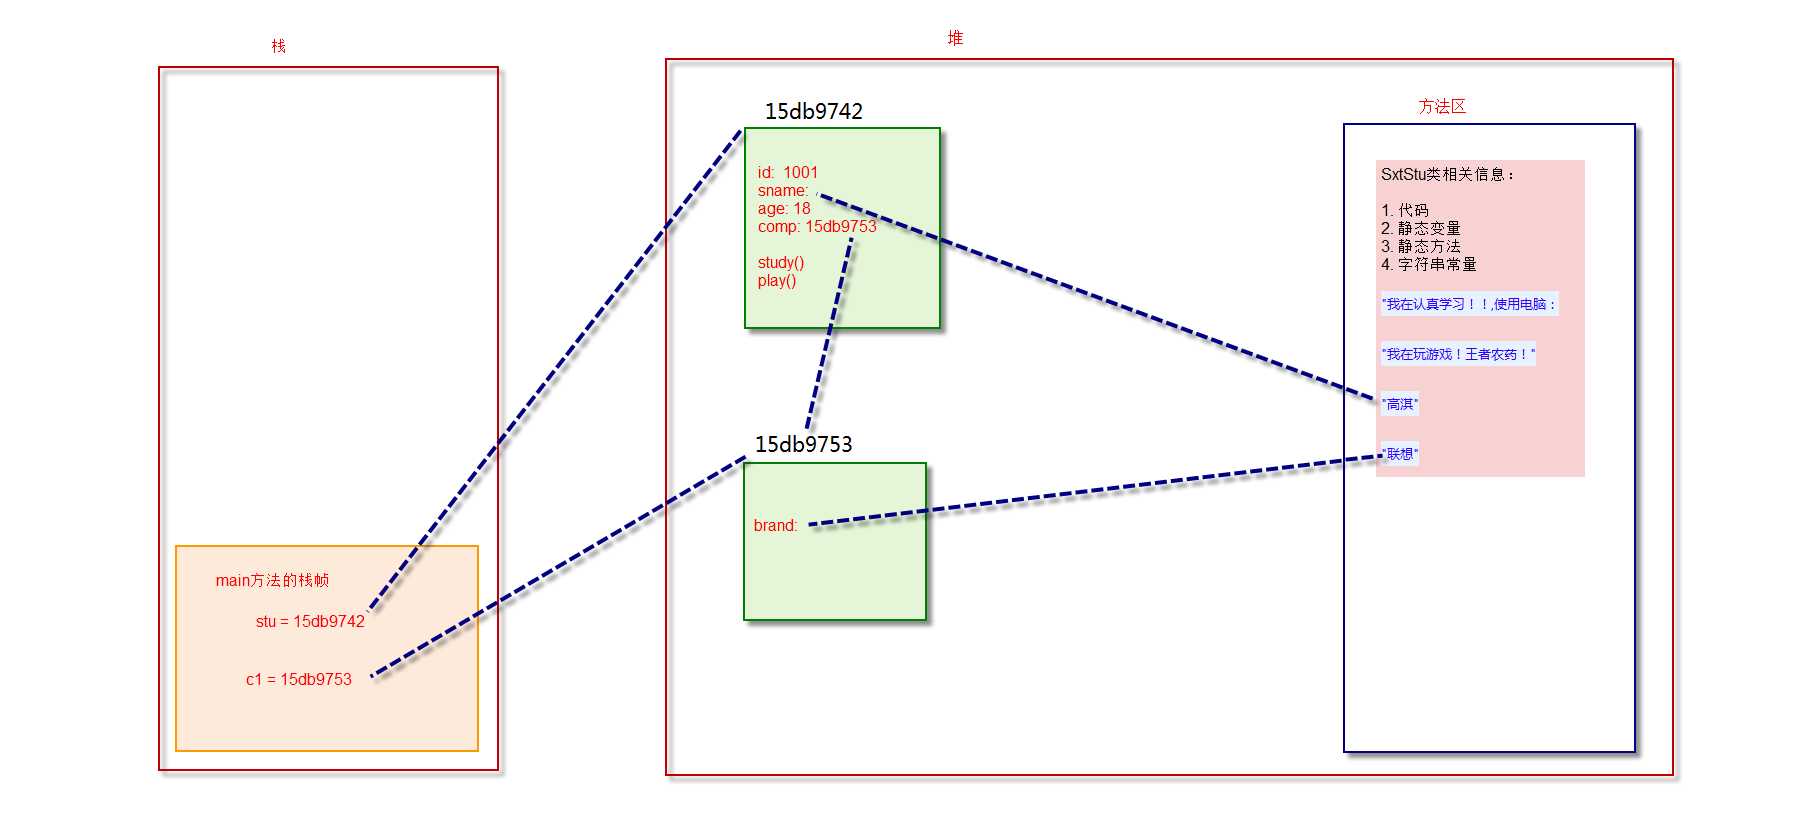 栈
main方法的栈帧
stu = 15db9742
c1 = 15db9753
堆
15db9742
id:  1001
sname:
age: 18
comp: 15db9753
study()
play()
15db9753
brand:
方法区
SxtStu类相关信息：
1. 代码
2. 静态变量
3. 静态方法
4. 字符串常量
"我在认真学习！！,使用电脑：
"我在玩游戏！王者农药！"
"高淇"
"联想"